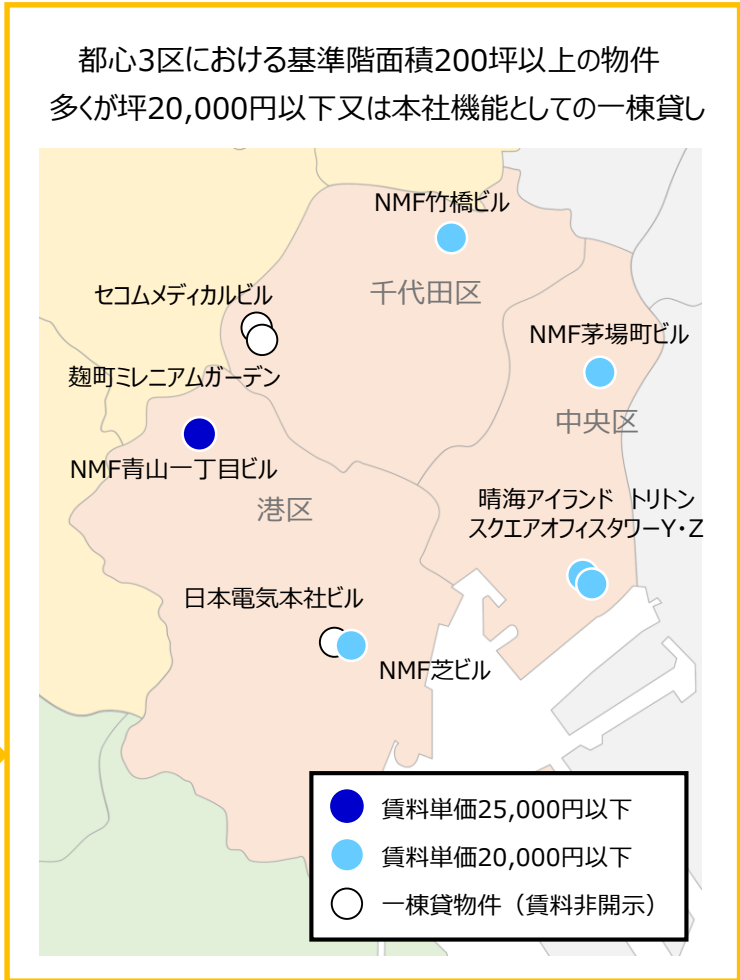 都心3区における基準階面積200坪以上の物件
多くが坪20,000円以下又は本社機能としての一棟貸し
NMF竹橋ビル
千代田区
セコムメディカルビル
NMF茅場町ビル
麹町ミレニアムガーデン
中央区
NMF青山一丁目ビル
港区
晴海アイランド トリトン
スクエアオフィスタワーY・Z
日本電気本社ビル
NMF芝ビル
賃料単価25,000円以下
賃料単価20,000円以下
一棟貸物件（賃料非開示）